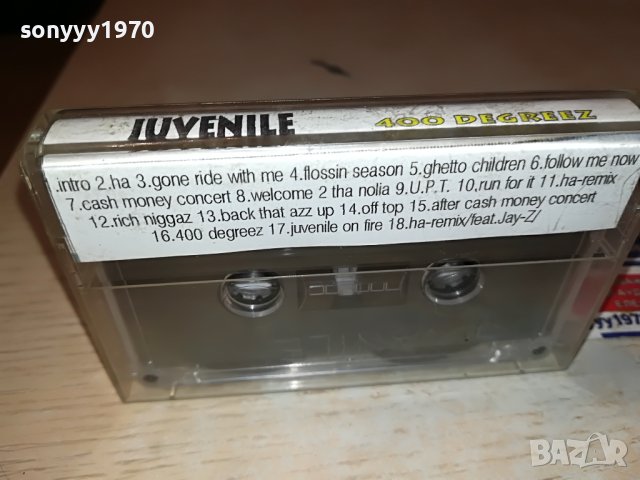 sonyyy1970
JUVENILE 400 DEGREEZ
.intro 2.ha 3.gone ride with me 4.flossin season 5.ghetto children 6.follow me now
7.cash money concert 8.welcome 2 tha nolia 9.U.P.T. 10.run for it 11.ha-remix
12.rich niggaz 13.back that azz up 14.off top 15.after cash money concert
16.400 degreez 17.juvenile on fire 18.ha-remix/feat.Jay-Z/
yyy197
BAZAR